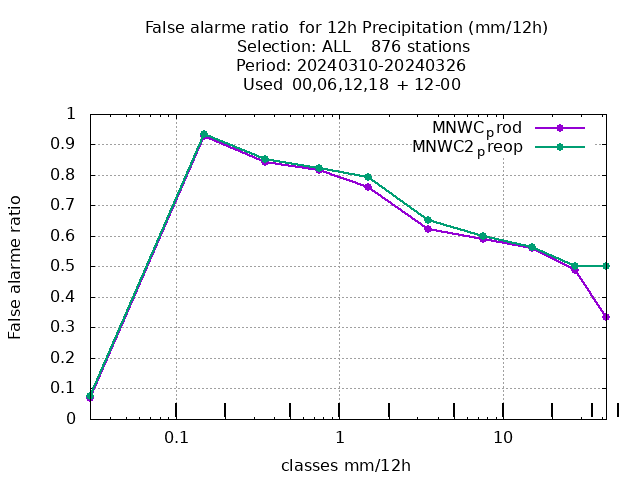 False alarme ratio  for 12h Precipitation (mm/12h)
Selection: ALL    876 stations
Period: 20240310-20240326
Used  00,06,12,18  + 12-00
MNWCprod
MNWC2preop
1
0.9
0.8
0.7
0.6
0.5
0.4
0.3
0.2
0.1
0
False alarme ratio
0.1
1
10
classes mm/12h